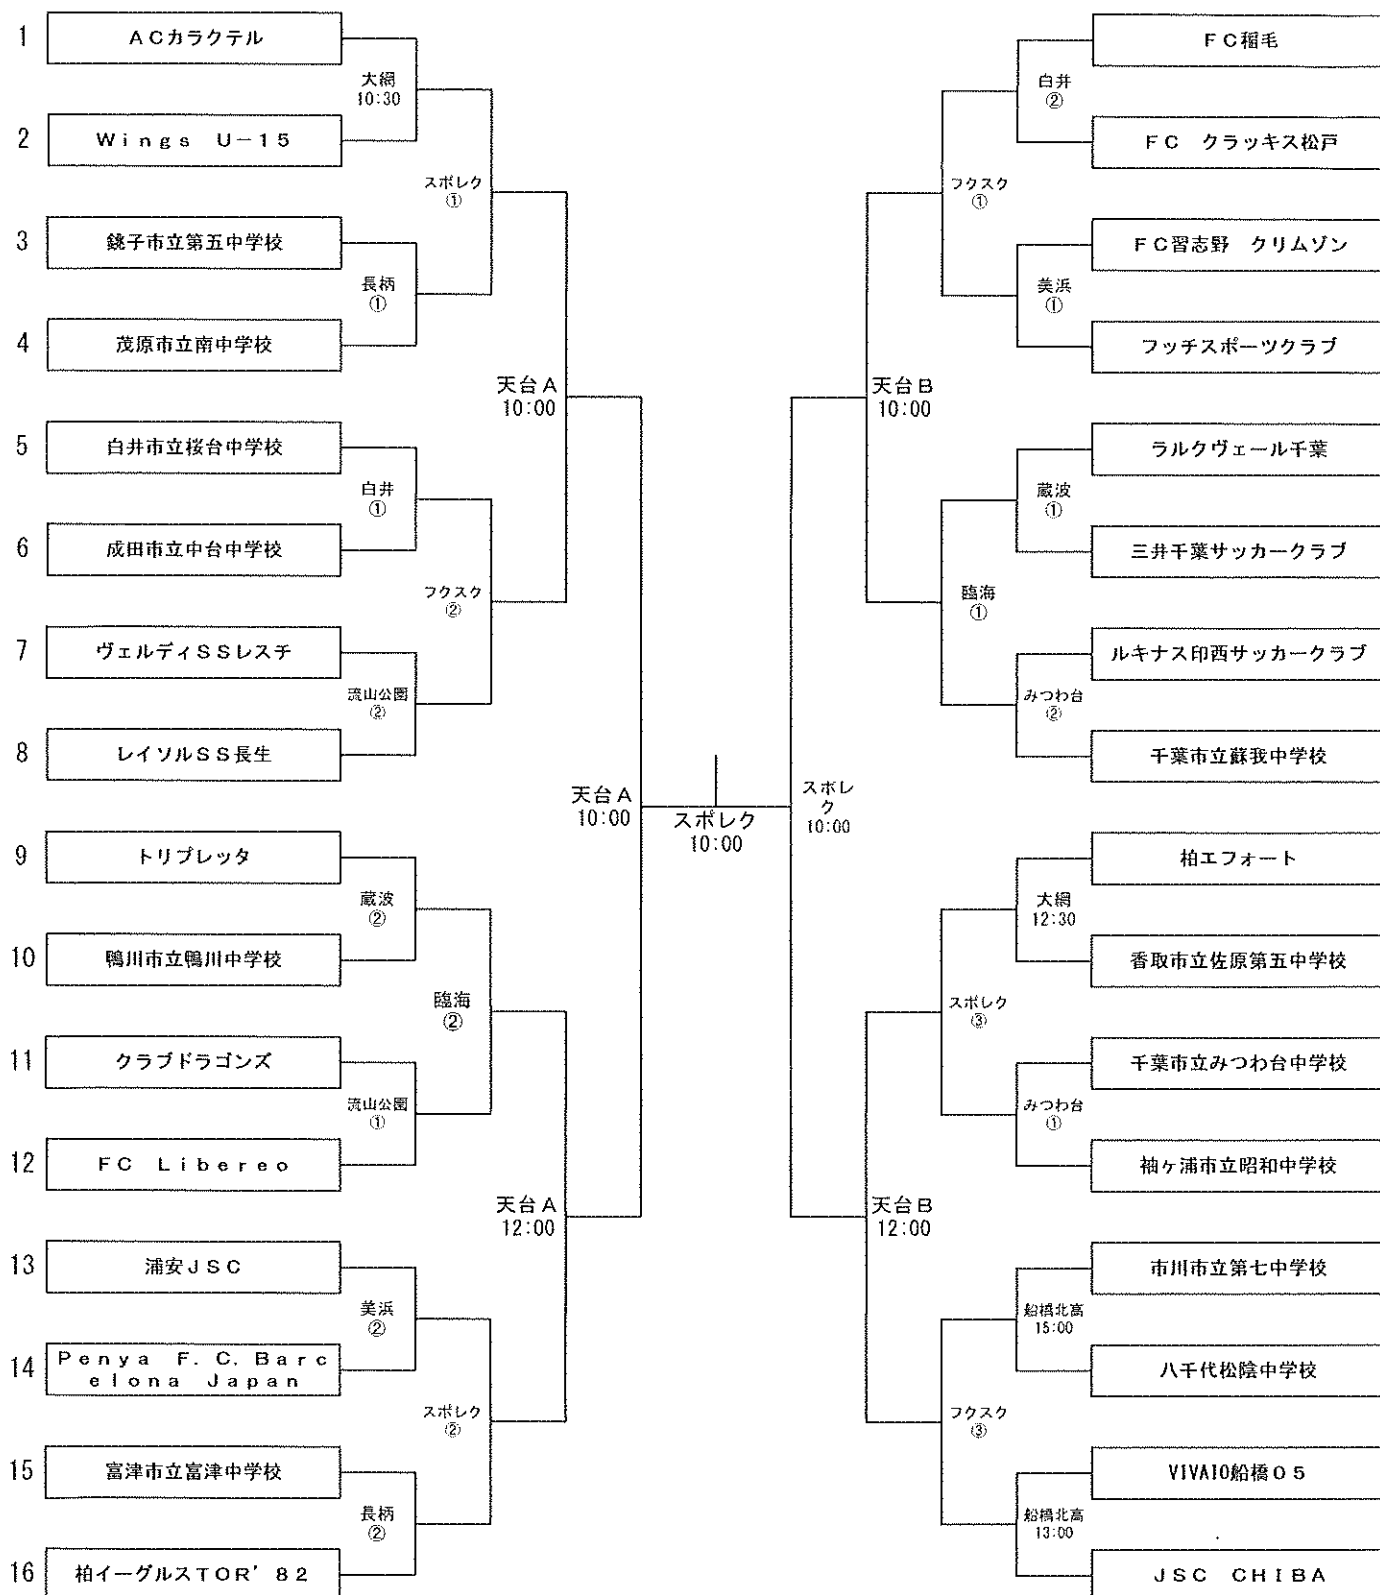 1
ＡＣカラクテル
大網
10:30
2
Ｗｉｎｇｓ　Ｕ－１５
スポレク
①
3
銚子市立第五中学校
長柄
①
4
茂原市立南中学校
天台Ａ
10:00
5
白井市立桜台中学校
白井
①
6
成田市立中台中学校
フクスク
②
7
ヴェルディＳＳレスチ
流山公園
②
8
レイソルＳＳ長生
天台Ａ
10:00
9
トリプレッタ
蔵波
②
10
鴨川市立鴨川中学校
臨海
②
11
クラブドラゴンズ
流山公園
①
12
ＦＣ　Ｌｉｂｅｒｅｏ
天台Ａ
12:00
13
浦安ＪＳＣ
美浜
②
14
Ｐｅｎｙａ　Ｆ．Ｃ．Ｂａｒｃ
ｅｌｏｎａ　Ｊａｐａｎ
スポレク
②
15
富津市立富津中学校
長柄
②
16
柏イーグルスＴＯＲ’８２
スポレク
10:00
ＦＣ稲毛
白井
②
ＦＣ　クラッキス松戸
フクスク
①
ＦＣ習志野　クリムゾン
美浜
①
フッチスポーツクラブ
天台Ｂ
10:00
ラルクヴェール千葉
蔵波
①
三井千葉サッカークラブ
臨海
①
ルキナス印西サッカークラブ
みつわ台
②
千葉市立蘇我中学校
スポレ
ク
10:00
柏エフォート
大網
12:30
香取市立佐原第五中学校
スポレク
③
千葉市立みつわ台中学校
みつわ台
①
袖ヶ浦市立昭和中学校
天台Ｂ
12:00
市川市立第七中学校
船橋北高
15:00
八千代松陰中学校
フクスク
③
VIVAIO船橋０５
船橋北高
13:00
ＪＳＣ　ＣＨＩＢＡ